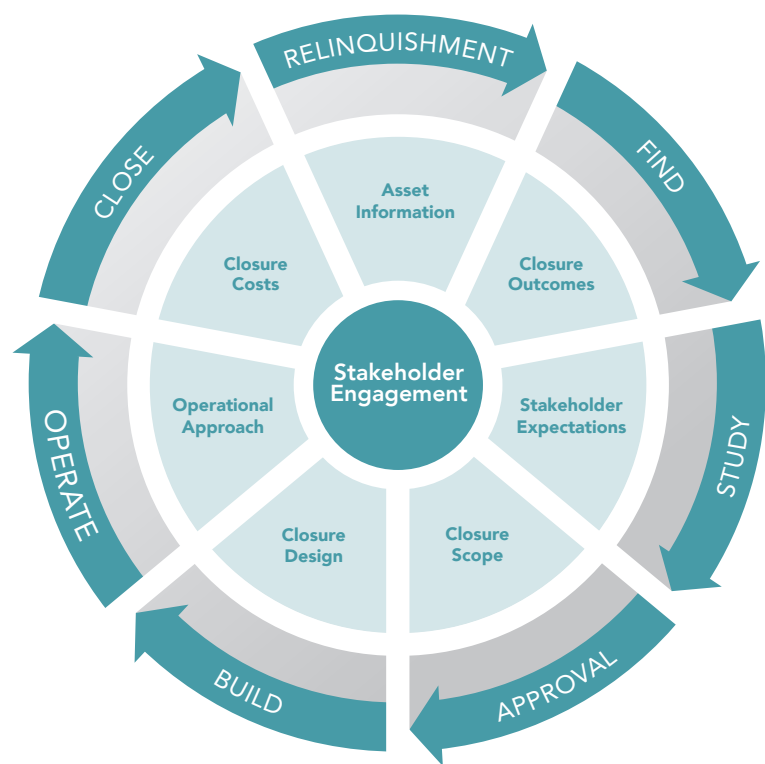 RELINQUISHMENT
FIND
STUDY
APPROVAL
BUILD
OPERATE
CLOSE
Asset
Information
Closure
Outcomes
Stakeholder
Expectations
Closure
Scope
Closure
Design
Operational
Approach
Closure
Costs
Stakeholder
Engagement